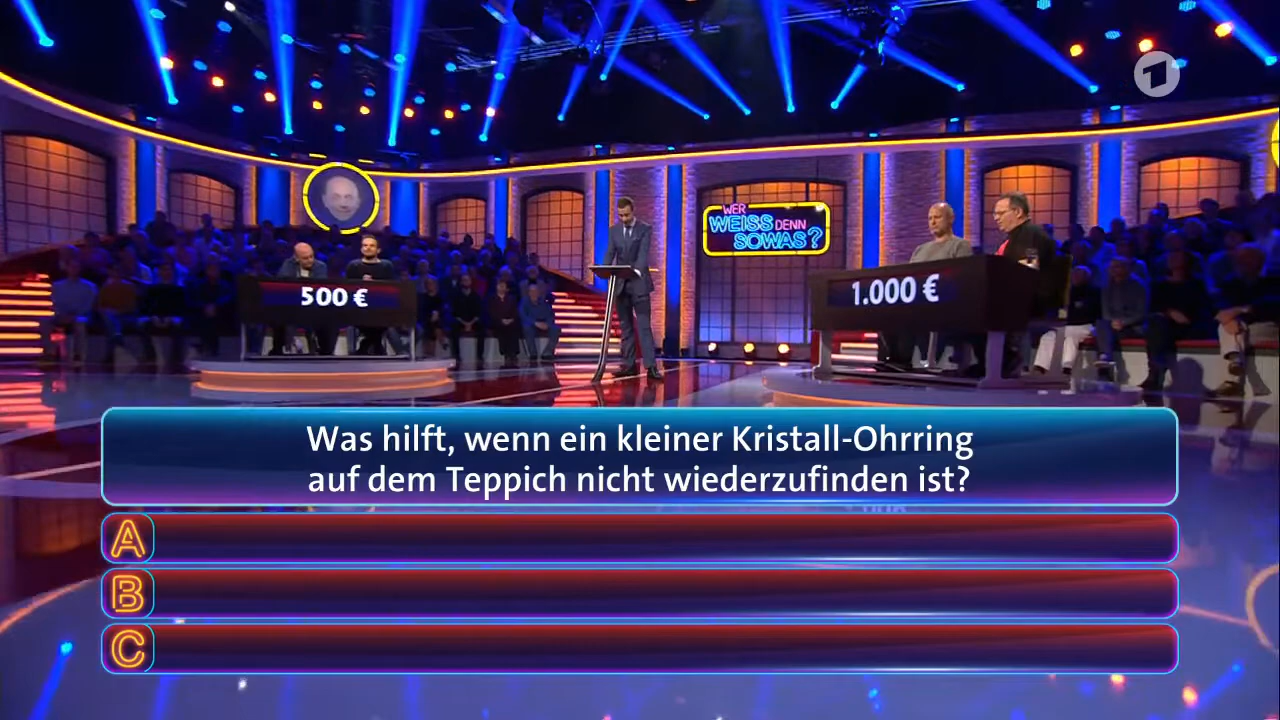 1
WER
WEISS DENN
SOWAS?
500 €
1.000 €
Was hilft, wenn ein kleiner Kristall-Ohrring
auf dem Teppich nicht wiederzufinden ist?
A
B
C